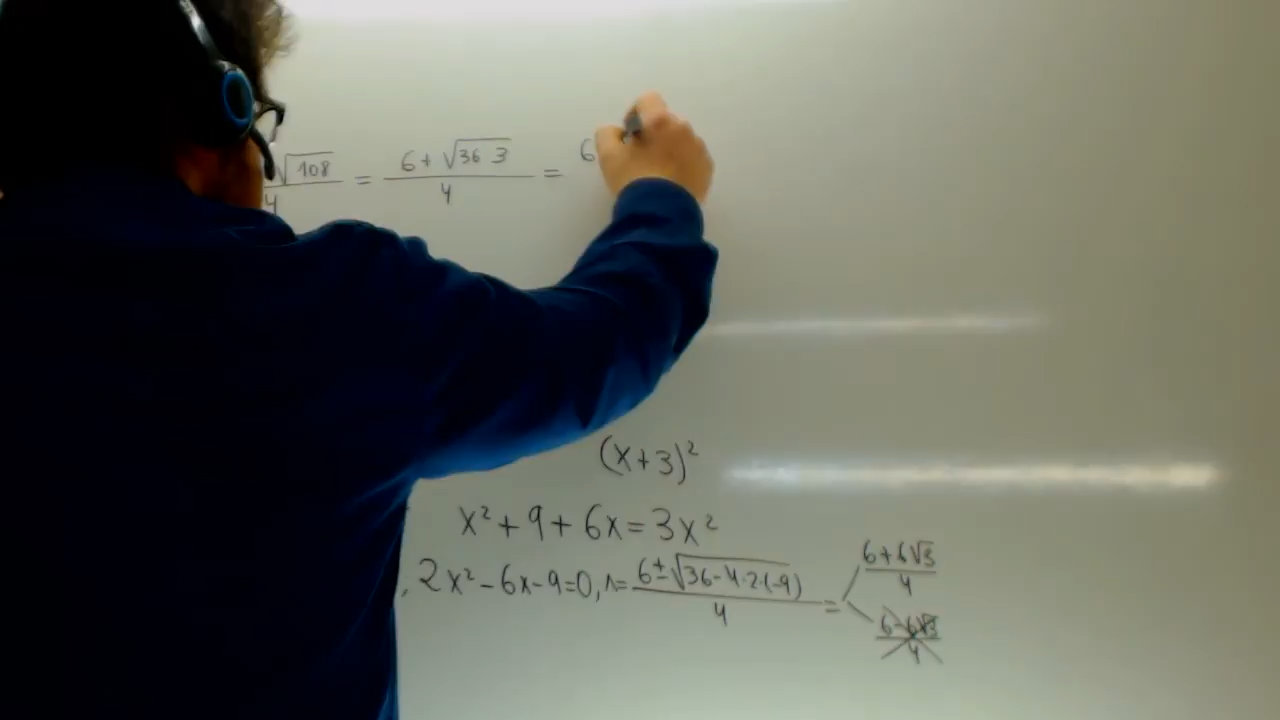 √108/4 = (6+√(36 3))/4 = 6
(x+3)²
x²+9+6x=3x²
2x²-6x-9=0, x=(6±√(36-4·2·(-9)))/4 = (6+6√3)/4
(6-6√3)/4